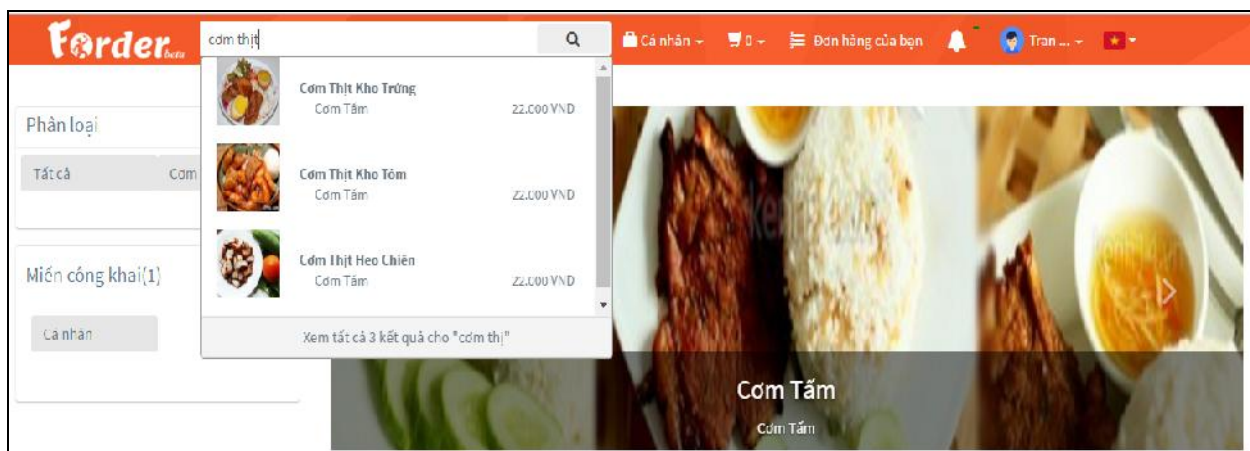 Forder beta
cơm thịt
Cá nhân
0
Đơn hàng của bạn
Tran ...
Phân loại
Tất cả
Cơm
Miền công khai(1)
Cá nhân
Cơm Thịt Kho Trứng
Cơm Tấm
22.000 VND
Cơm Thịt Kho Tôm
Cơm Tấm
22.000 VND
Cơm Thịt Heo Chiên
Cơm Tấm
22.000 VND
Xem tất cả 3 kết quả cho "cơm thị"
Cơm Tấm
Cơm Tấm